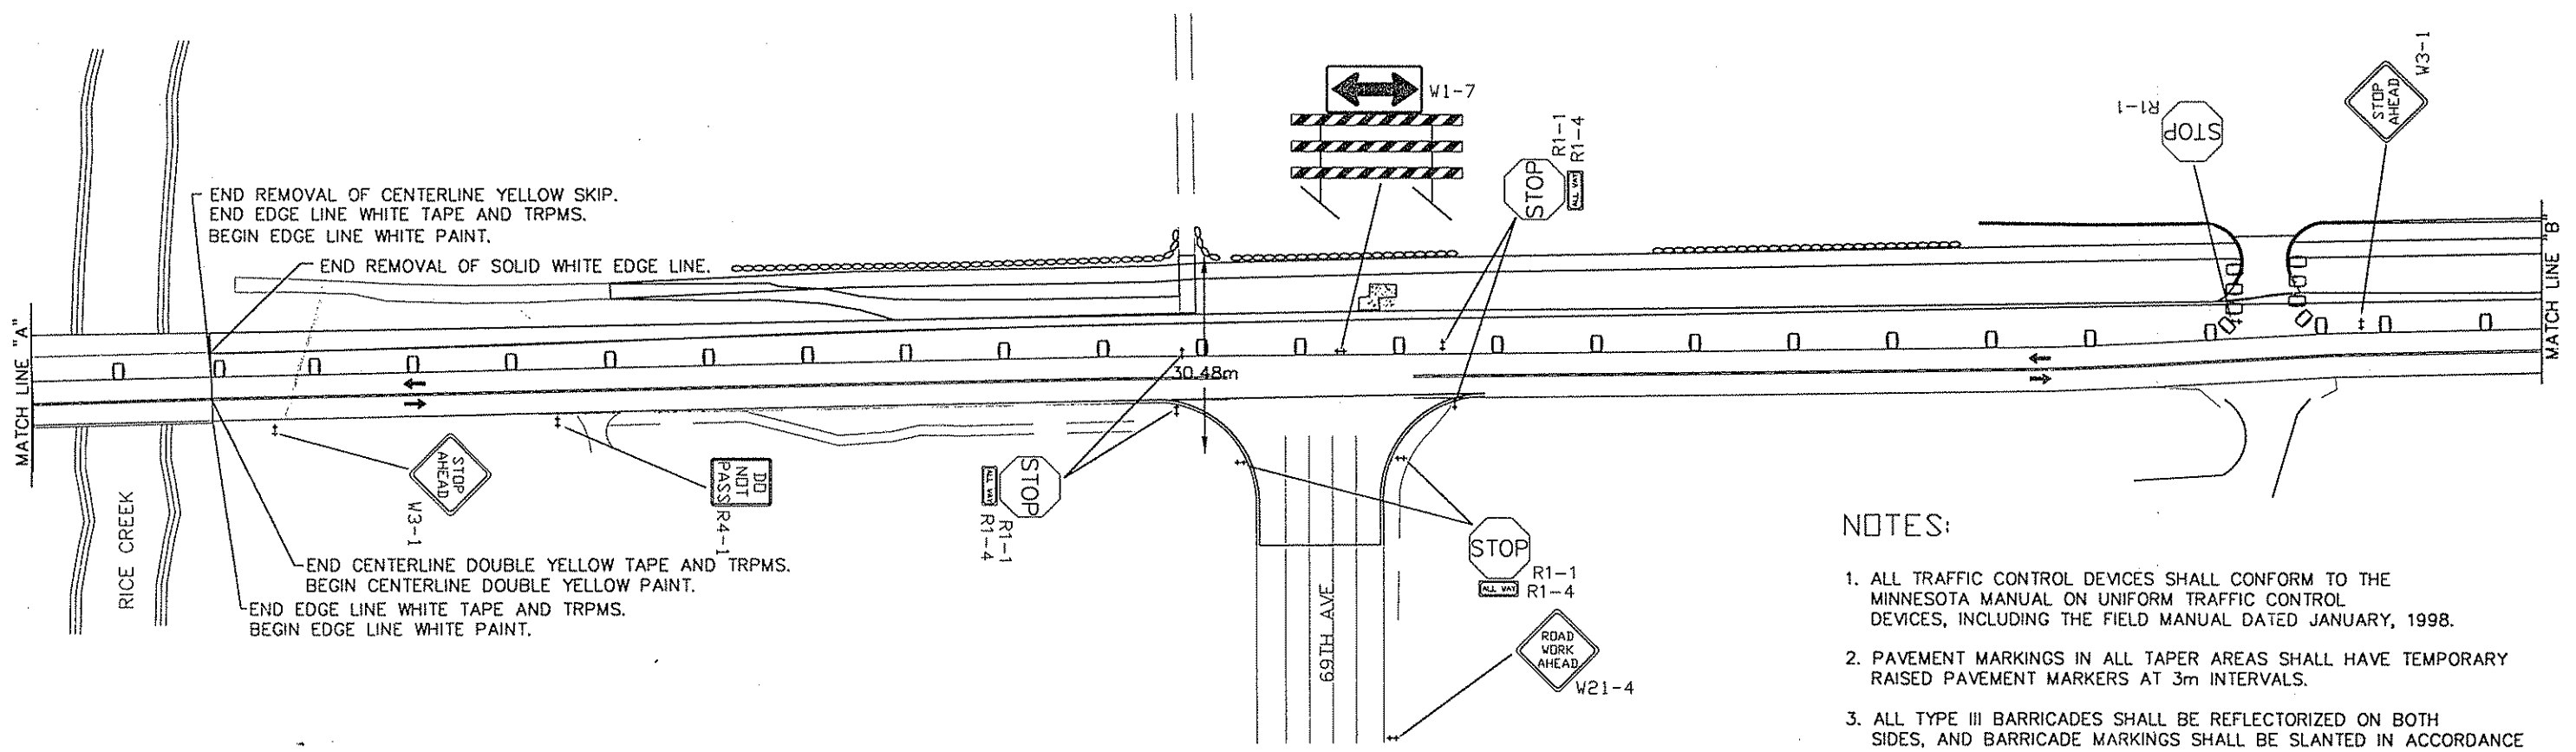 END REMOVAL OF CENTERLINE YELLOW SKIP.
END EDGE LINE WHITE TAPE AND TRPMS.
BEGIN EDGE LINE WHITE PAINT.
END REMOVAL OF SOLID WHITE EDGE LINE.
W1-7
STOP
R1-1
R1-4
ALL WAY
R1-1
STOP
STOP
AHEAD
W3-1
MATCH LINE "A"
MATCH LINE "B"
30.48m
RICE CREEK
STOP
AHEAD
W3-1
DO
NOT
PASS
R4-1
STOP
ALL WAY
R1-1
R1-4
END CENTERLINE DOUBLE YELLOW TAPE AND TRPMS.
BEGIN CENTERLINE DOUBLE YELLOW PAINT.
END EDGE LINE WHITE TAPE AND TRPMS.
BEGIN EDGE LINE WHITE PAINT.
STOP
R1-1
ALL WAY
R1-4
69TH AVE.
ROAD
WORK
AHEAD
W21-4
NOTES:
1. ALL TRAFFIC CONTROL DEVICES SHALL CONFORM TO THE
MINNESOTA MANUAL ON UNIFORM TRAFFIC CONTROL
DEVICES, INCLUDING THE FIELD MANUAL DATED JANUARY, 1998.
2. PAVEMENT MARKINGS IN ALL TAPER AREAS SHALL HAVE TEMPORARY
RAISED PAVEMENT MARKERS AT 3m INTERVALS.
3. ALL TYPE III BARRICADES SHALL BE REFLECTORIZED ON BOTH
SIDES, AND BARRICADE MARKINGS SHALL BE SLANTED IN ACCORDANCE